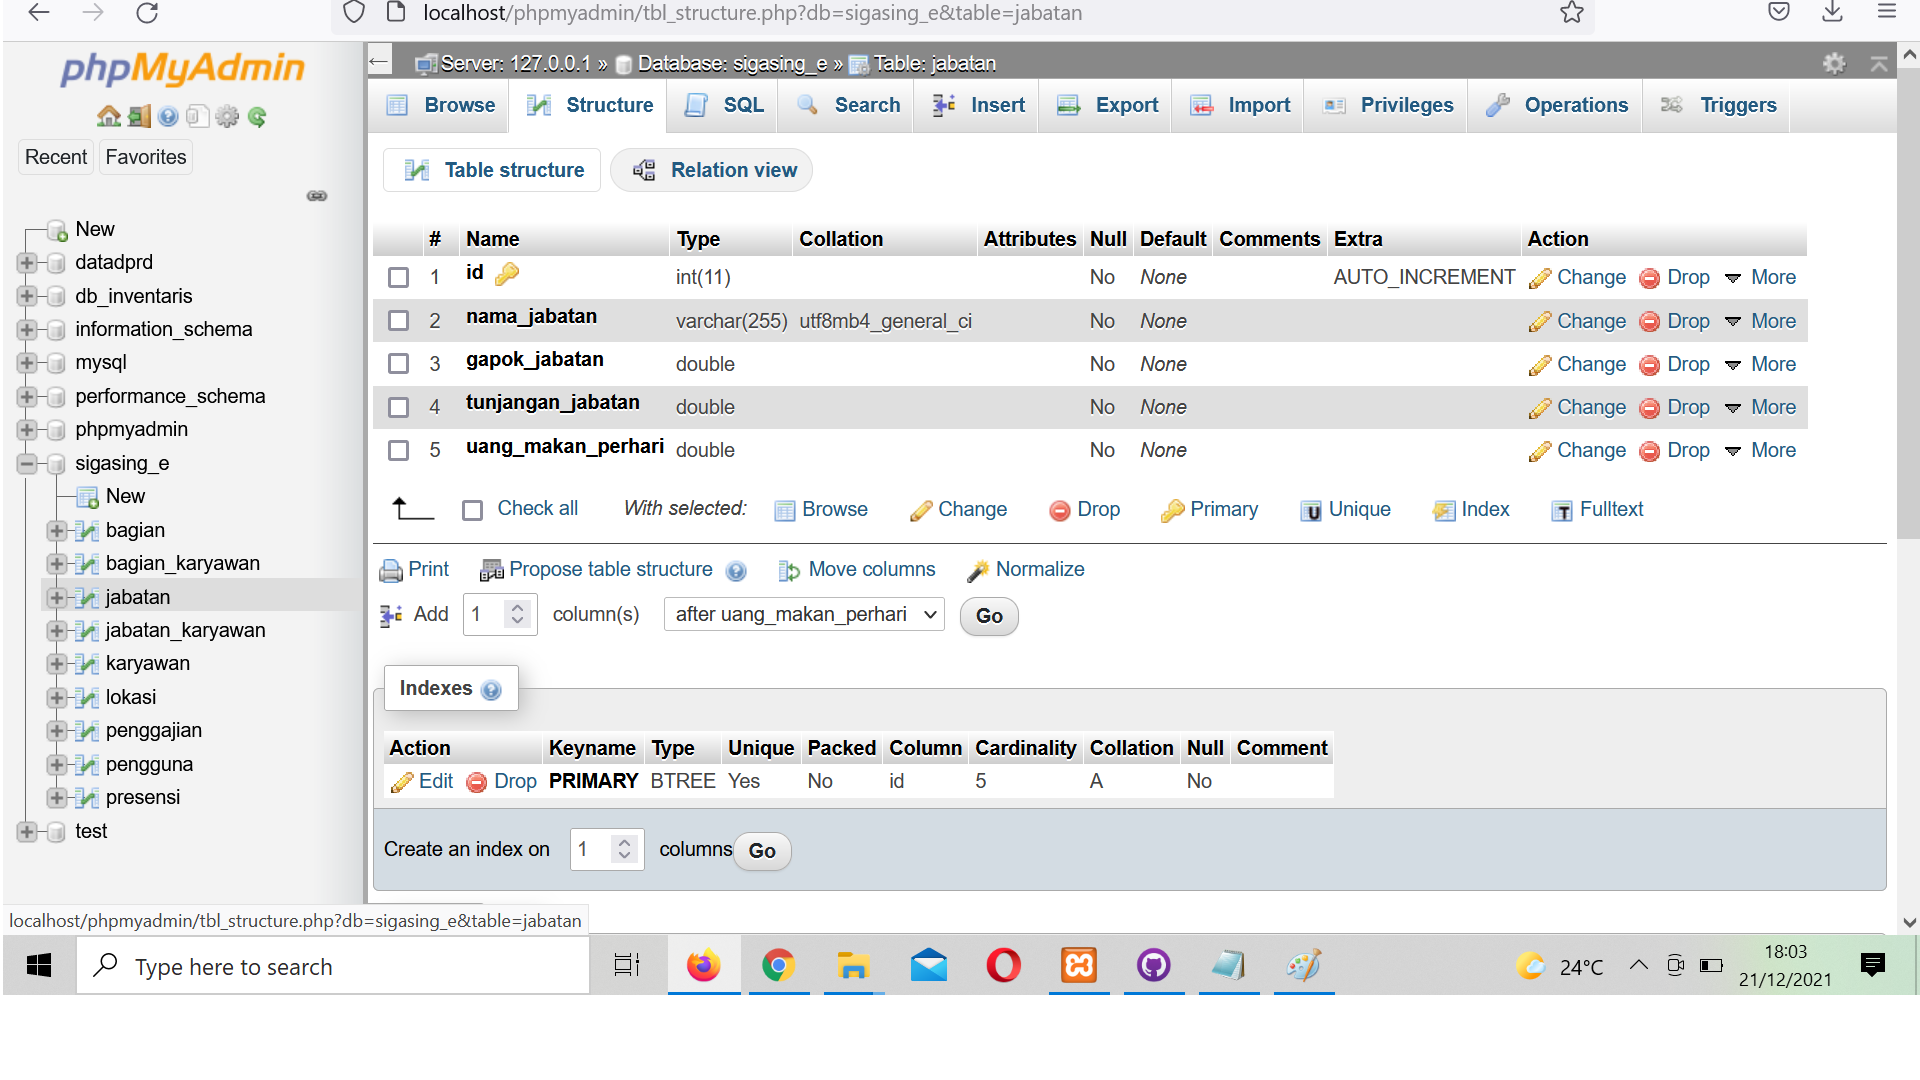 localhost/phpmyadmin/tbl_structure.php?db=sigasing_e&table=jabatan
phpMyAdmin
Recent Favorites
New
datadprd
db_inventaris
information_schema
mysql
performance_schema
phpmyadmin
sigasing_e
New
bagian
bagian_karyawan
jabatan
jabatan_karyawan
karyawan
lokasi
penggajian
pengguna
presensi
test
Server: 127.0.0.1 » Database: sigasing_e » Table: jabatan
Browse Structure SQL Search Insert Export Import Privileges Operations Triggers
Table structure Relation view
# Name Type Collation Attributes Null Default Comments Extra Action
1 id int(11) No None AUTO_INCREMENT Change Drop More
2 nama_jabatan varchar(255) utf8mb4_general_ci No None Change Drop More
3 gapok_jabatan double No None Change Drop More
4 tunjangan_jabatan double No None Change Drop More
5 uang_makan_perhari double No None Change Drop More
Check all With selected: Browse Change Drop Primary Unique Index Fulltext
Print Propose table structure Move columns Normalize
Add 1 column(s) after uang_makan_perhari Go
Indexes
Action Keyname Type Unique Packed Column Cardinality Collation Null Comment
Edit Drop PRIMARY BTREE Yes No id 5 A No
Create an index on 1 columns Go
localhost/phpmyadmin/tbl_structure.php?db=sigasing_e&table=jabatan
Type here to search
24°C
18:03
21/12/2021